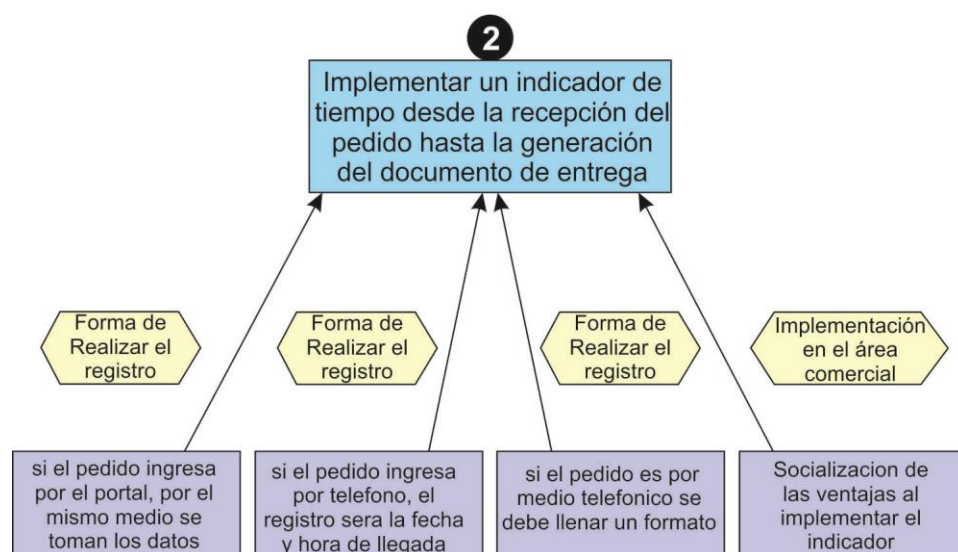 2
Implementar un indicador de
tiempo desde la recepción del
pedido hasta la generación
del documento de entrega
Forma de
Realizar el
registro
Forma de
Realizar el
registro
Forma de
Realizar el
registro
Implementación
en el área
comercial
si el pedido ingresa
por el portal, por el
mismo medio se
toman los datos
si el pedido ingresa
por telefono, el
registro sera la fecha
y hora de llegada
si el pedido es por
medio telefonico se
debe llenar un formato
Socializacion de
las ventajas al
implementar el
indicador